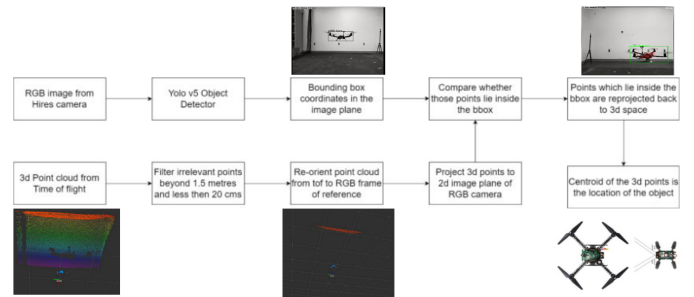 RGB image from
Hires camera
Yolo v5 Object
Detector
Bounding box
coordinates in the
image plane
Compare whether
those points lie inside
the bbox
Points which lie inside the
bbox are reprojected back
to 3d space
3d Point cloud from
Time of flight
Filter irrelevant points
beyond 1.5 metres
and less then 20 cms
Re-orient point cloud
from tof to RGB frame
of reference
Project 3d points to
2d image plane of
RGB camera
Centroid of the 3d points is
the location of the object